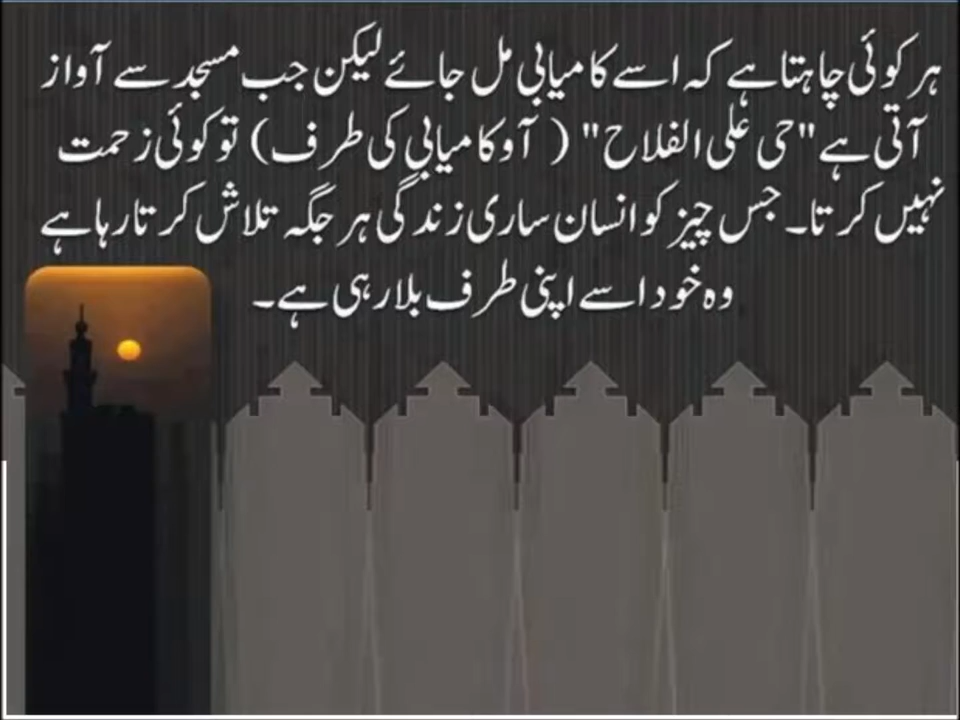 ہر کوئی چاہتا ہے کہ اسے کامیابی مل جائے لیکن جب مسجد سے آواز
آتی ہے "حی علی الفلاح" ( آو کامیابی کی طرف) تو کوئی زحمت
نہیں کرتا۔ جس چیز کو انسان ساری زندگی ہر جگہ تلاش کرتا رہا ہے
وہ خود اسے اپنی طرف بلا رہی ہے۔